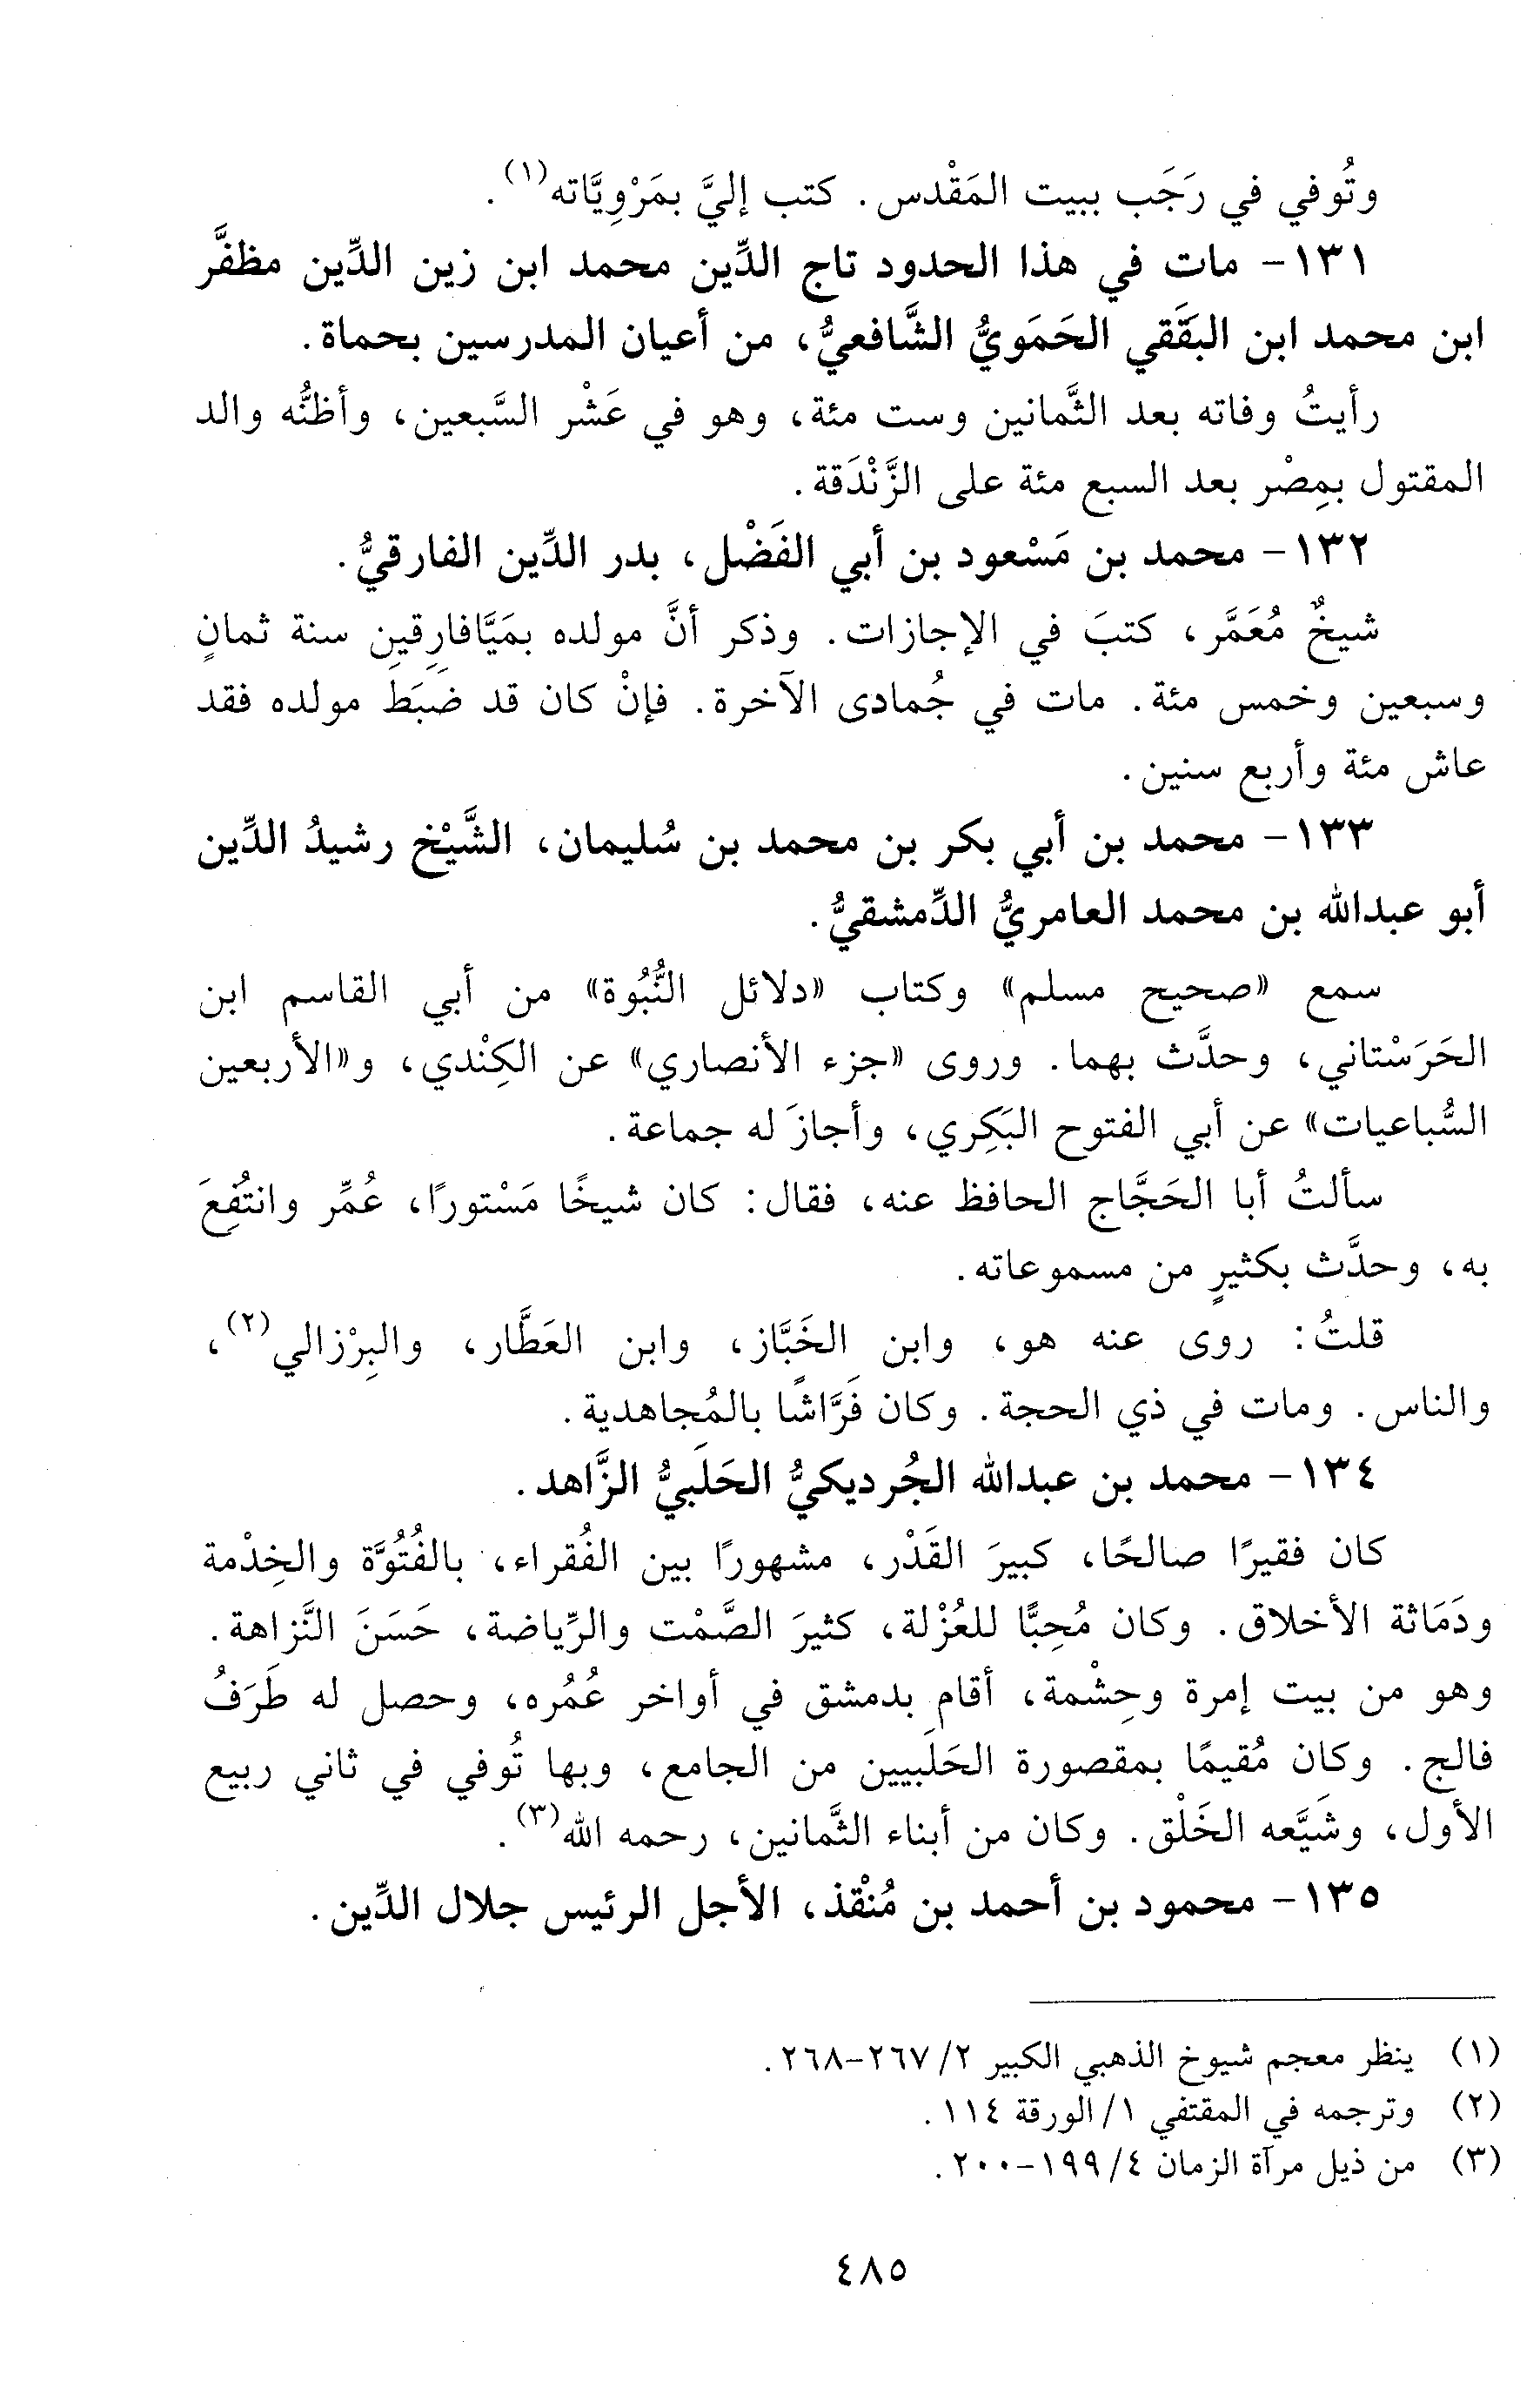 وتُوفي في رَجَب ببيت المَقْدس. كتب إليَّ بمَرْوِيَّاته(١).
١٣١- مات في هذا الحدود تاج الدِّين محمد ابن زين الدِّين مظفَّر
ابن محمد ابن البَقَقي الحَمَويُّ الشَّافعيُّ، من أعيان المدرسين بحماة.
رأيتُ وفاته بعد الثَّمانين وست مئة، وهو في عَشْر السَّبعين، وأظنُّه والد
المقتول بمِصْر بعد السبع مئة على الزَّنْدَقة.
١٣٢- محمد بن مَسْعود بن أبي الفَضْل، بدر الدِّين الفارقيُّ.
شيخٌ مُعَمَّر، كتبَ في الإجازات. وذكر أنَّ مولده بمَيَّافارِقينِ سنة ثمانٍ
وسبعين وخمس مئة. مات في جُمادى الآخرة. فإنْ كان قد ضَبَطَ مولده فقد
عاش مئة وأربع سنين.
١٣٣- محمد بن أبي بكر بن محمد بن سُليمان، الشَّيْخ رشيدُ الدِّين
أبو عبدالله بن محمد العامريُّ الدِّمشقيُّ.
سمع «صحيح مسلم» وكتاب «دلائل النُّبُوة» من أبي القاسم ابن
الحَرَسْتاني، وحدَّث بهما. وروى «جزء الأنصاري» عن الكِنْدي، و«الأربعين
السُّباعيات» عن أبي الفتوح البَكِري، وأجازَ له جماعة.
سألتُ أبا الحَجَّاج الحافظ عنه، فقال: كان شيخًا مَسْتورًا، عُمِّر وانتُفِعَ
به، وحدَّث بكثيرٍ من مسموعاته.
قلتُ: روى عنه هو، وابن الخَبَّاز، وابن العَطَّار، والبِرْزالي(٢)،
والناس. ومات في ذي الحجة. وكان فَرَّاشًا بالمُجاهدية.
١٣٤- محمد بن عبدالله الجُرديكيُّ الحَلَبيُّ الزَّاهد.
كان فقيرًا صالحًا، كبيرَ القَدْر، مشهورًا بين الفُقراء، بالفُتُوَّة والخِدْمة
ودَمَاثة الأخلاق. وكان مُحِبًّا للعُزْلة، كثيرَ الصَّمْت والرِّياضة، حَسَنَ النَّزاهة.
وهو من بيت إمرة وحِشْمة، أقام بدمشق في أواخر عُمُره، وحصل له طَرَفُ
فالج. وكان مُقيمًا بمقصورة الحَلَبيين من الجامع، وبها تُوفي في ثاني ربيع
الأول، وشَيَّعه الخَلْق. وكان من أبناء الثَّمانين، رحمه الله(٣).
١٣٥- محمود بن أحمد بن مُنْقذ، الأجل الرئيس جلال الدِّين.
(١) ينظر معجم شيوخ الذهبي الكبير ٢/ ٢٦٧-٢٦٨.
(٢) وترجمه في المقتفي ١/ الورقة ١١٤.
(٣) من ذيل مرآة الزمان ٤/ ١٩٩-٢٠٠.
٤٨٥